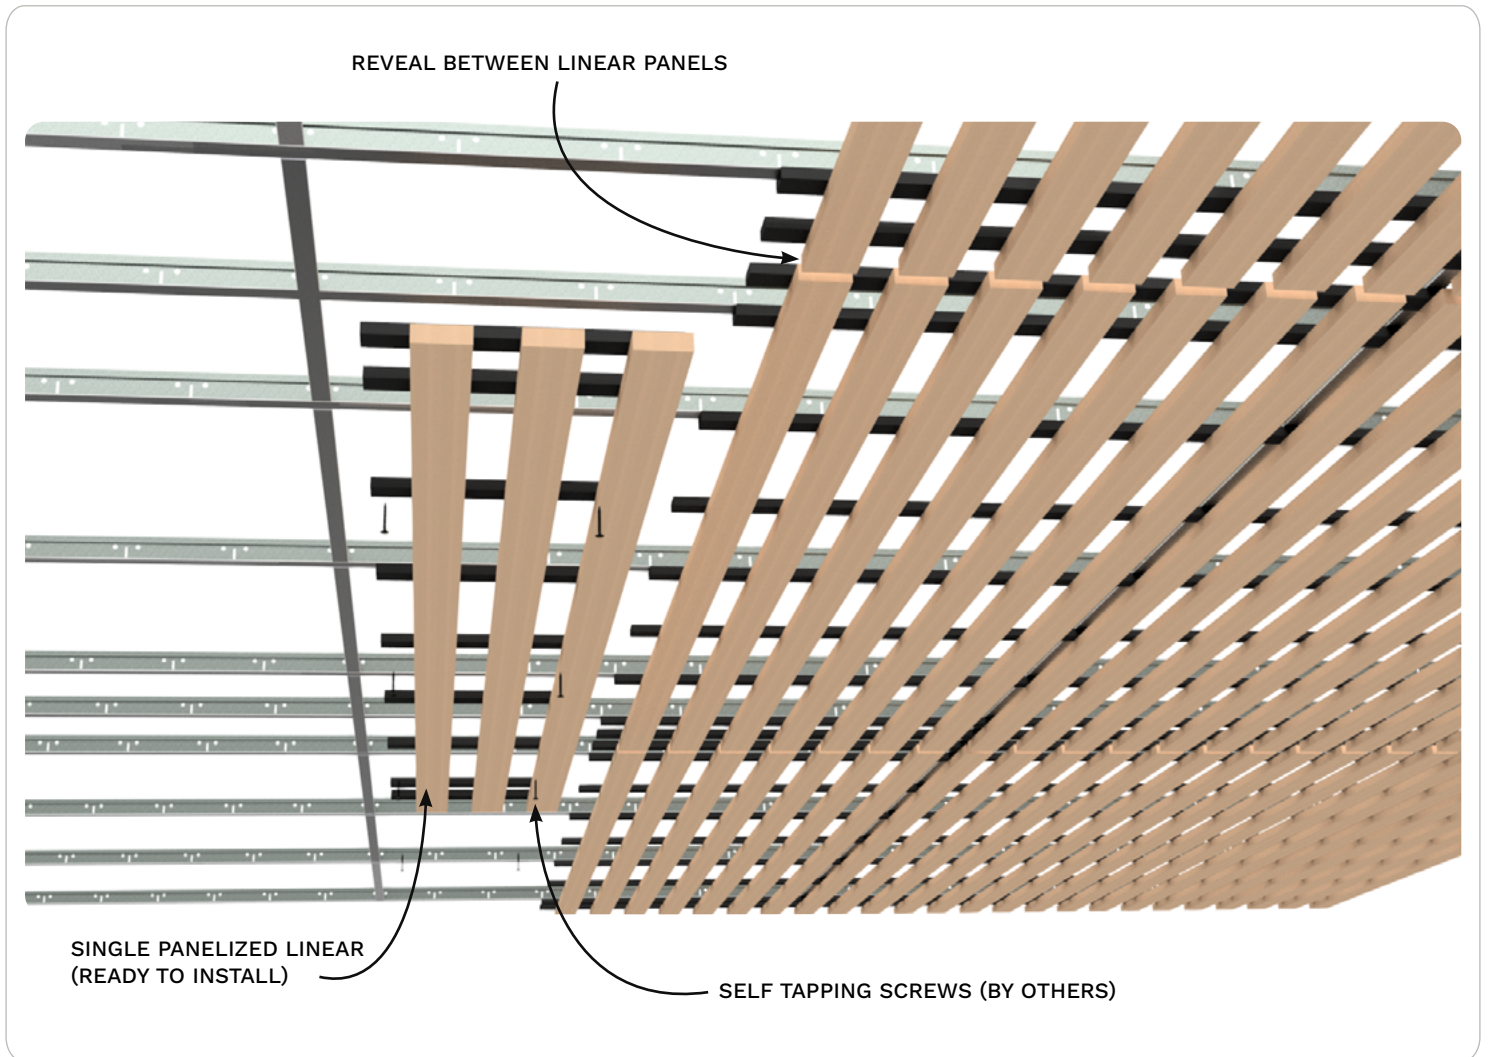 REVEAL BETWEEN LINEAR PANELS
SINGLE PANELIZED LINEAR
(READY TO INSTALL)
SELF TAPPING SCREWS (BY OTHERS)